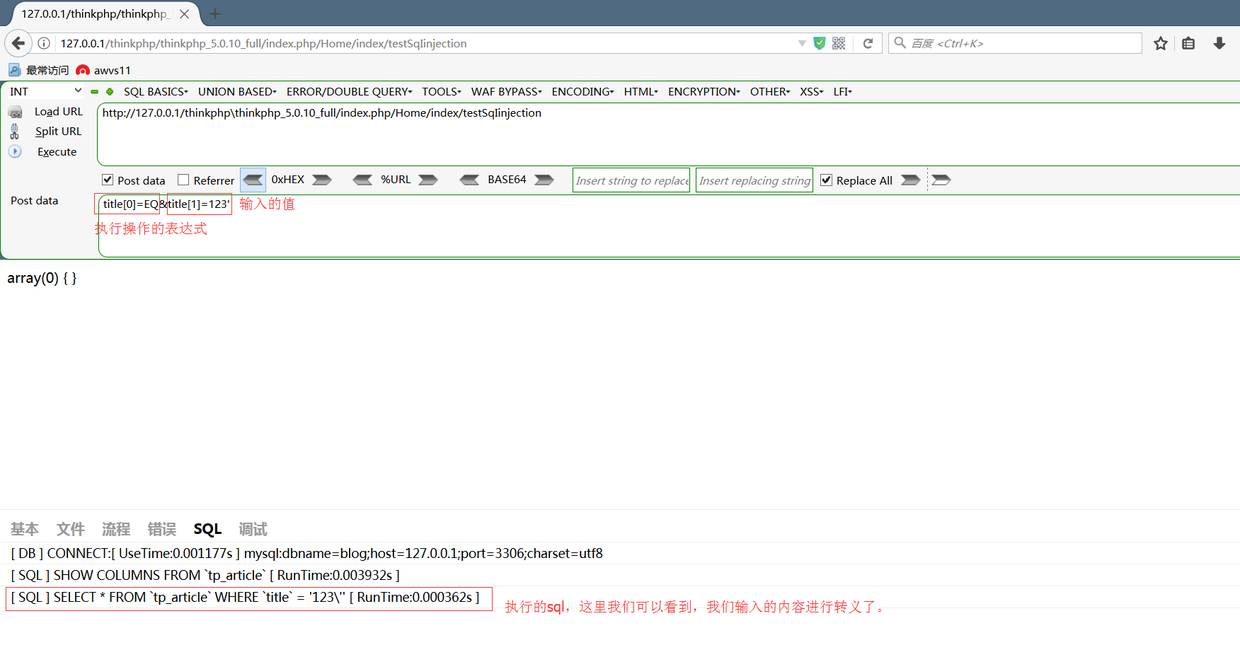 127.0.0.1/thinkphp/thinkphp_
127.0.0.1/thinkphp/thinkphp_5.0.10_full/index.php/Home/index/testSqlinjection
百度 <Ctrl+K>
最常访问 awvs11
INT SQL BASICS UNION BASED ERROR/DOUBLE QUERY TOOLS WAF BYPASS ENCODING HTML ENCRYPTION OTHER XSS LFI
Load URL http://127.0.0.1/thinkphp\thinkphp_5.0.10_full/index.php/Home/index/testSqlinjection
Split URL
Execute
Post data Referrer 0xHEX %URL BASE64 Insert string to replace Insert replacing string Replace All
Post data title[0]=EQ&title[1]=123' 输入的值
执行操作的表达式
array(0) { }
基本 文件 流程 错误 SQL 调试
[ DB ] CONNECT:[ UseTime:0.001177s ] mysql:dbname=blog;host=127.0.0.1;port=3306;charset=utf8
[ SQL ] SHOW COLUMNS FROM `tp_article` [ RunTime:0.003932s ]
[ SQL ] SELECT * FROM `tp_article` WHERE `title` = '123\'' [ RunTime:0.000362s ]
执行的sql，这里我们可以看到，我们输入的内容进行转义了。